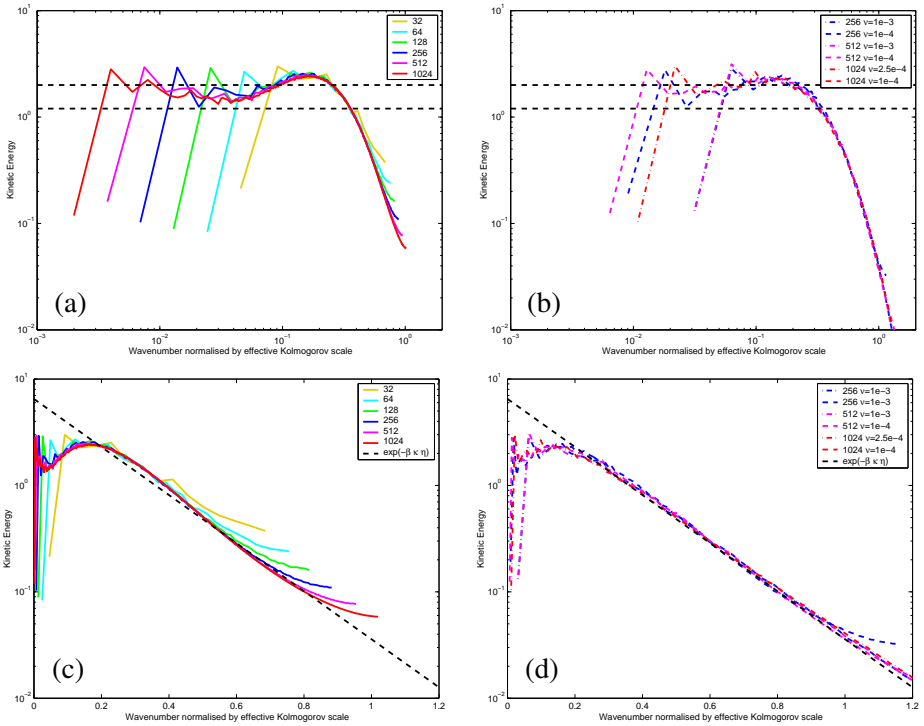 10^1
10^0
10^-1
10^-2
Kinetic Energy
(a)
32
64
128
256
512
1024
10^-3
10^-2
10^-1
10^0
Wavenumber normalised by effective Kolmogorov scale
10^1
10^0
10^-1
10^-2
Kinetic Energy
(b)
256 ν=1e−3
256 ν=1e−4
512 ν=1e−3
512 ν=1e−4
1024 ν=2.5e−4
1024 ν=1e−4
10^-3
10^-2
10^-1
10^0
Wavenumber normalised by effective Kolmogorov scale
10^1
10^0
10^-1
10^-2
Kinetic Energy
(c)
32
64
128
256
512
1024
exp(−β κ η)
0
0.2
0.4
0.6
0.8
1
1.2
Wavenumber normalised by effective Kolmogorov scale
10^1
10^0
10^-1
10^-2
Kinetic Energy
(d)
256 ν=1e−3
256 ν=1e−4
512 ν=1e−3
512 ν=1e−4
1024 ν=2.5e−4
1024 ν=1e−4
exp(−β κ η)
0
0.2
0.4
0.6
0.8
1
1.2
Wavenumber normalised by effective Kolmogorov scale